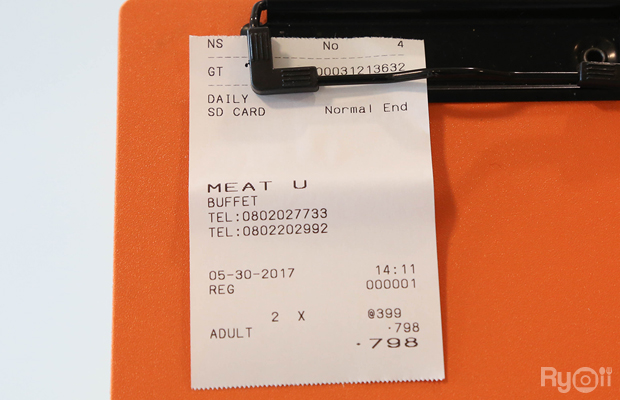 NS No 4
GT 00031213632
DAILY
SD CARD Normal End
MEAT U
BUFFET
TEL:0802027733
TEL:0802202992
05-30-2017 14:11
REG 000001
2 X @399
ADULT ·798
·798
Ryoii